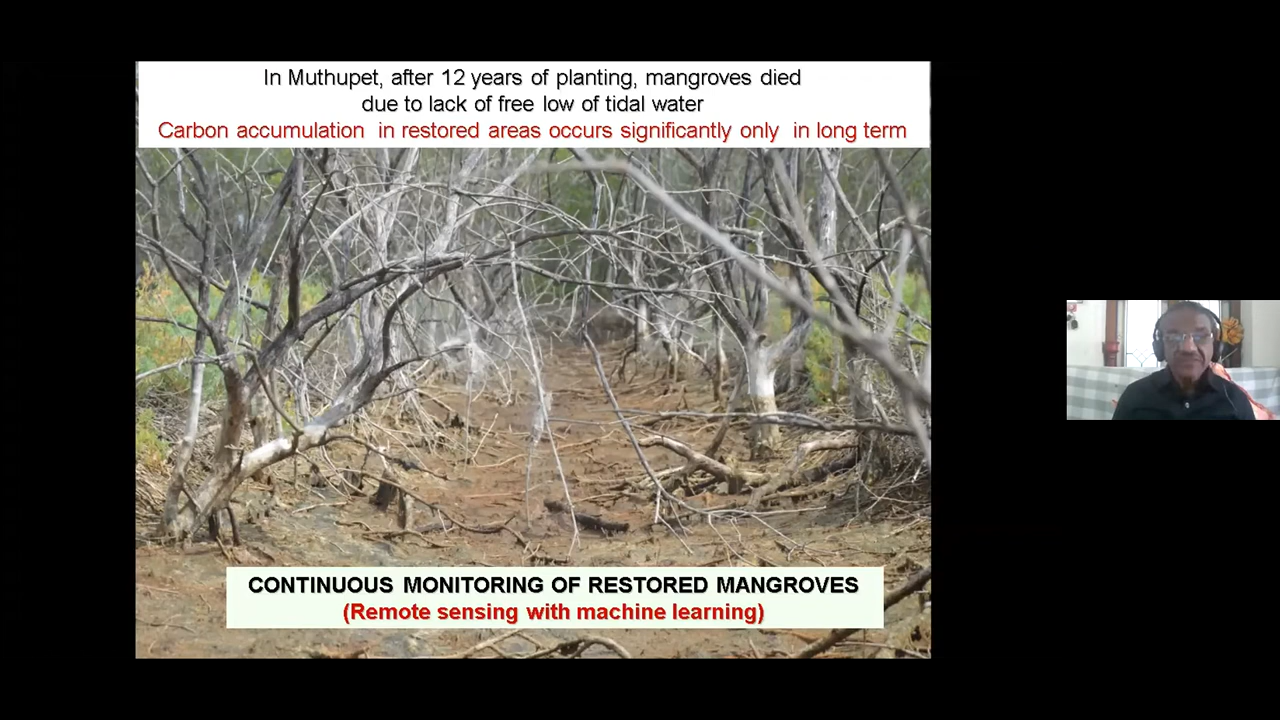 In Muthupet, after 12 years of planting, mangroves died
due to lack of free low of tidal water
Carbon accumulation in restored areas occurs significantly only in long term
CONTINUOUS MONITORING OF RESTORED MANGROVES
(Remote sensing with machine learning)